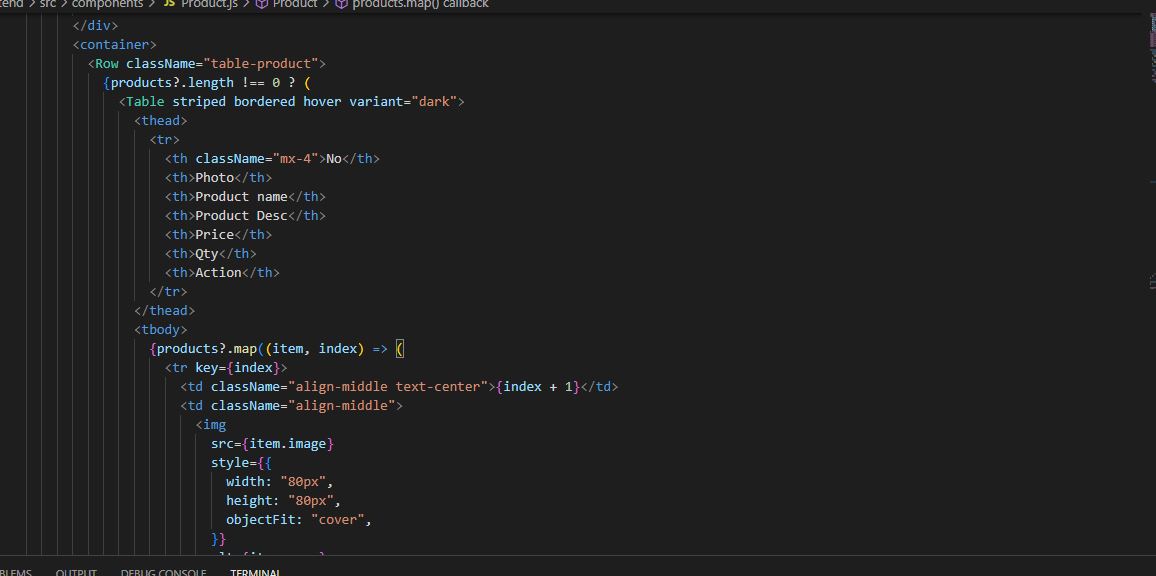 src > components > JS Product.js > Product > products.map() callback
</div>
<container>
<Row className="table-product">
{products?.length !== 0 ? (
<Table striped bordered hover variant="dark">
<thead>
<tr>
<th className="mx-4">No</th>
<th>Photo</th>
<th>Product name</th>
<th>Product Desc</th>
<th>Price</th>
<th>Qty</th>
<th>Action</th>
</tr>
</thead>
<tbody>
{products?.map((item, index) => (
<tr key={index}>
<td className="align-middle text-center">{index + 1}</td>
<td className="align-middle">
<img
src={item.image}
style={{
width: "80px",
height: "80px",
objectFit: "cover",
}}
OUTPUT DEBUG CONSOLE TERMINAL